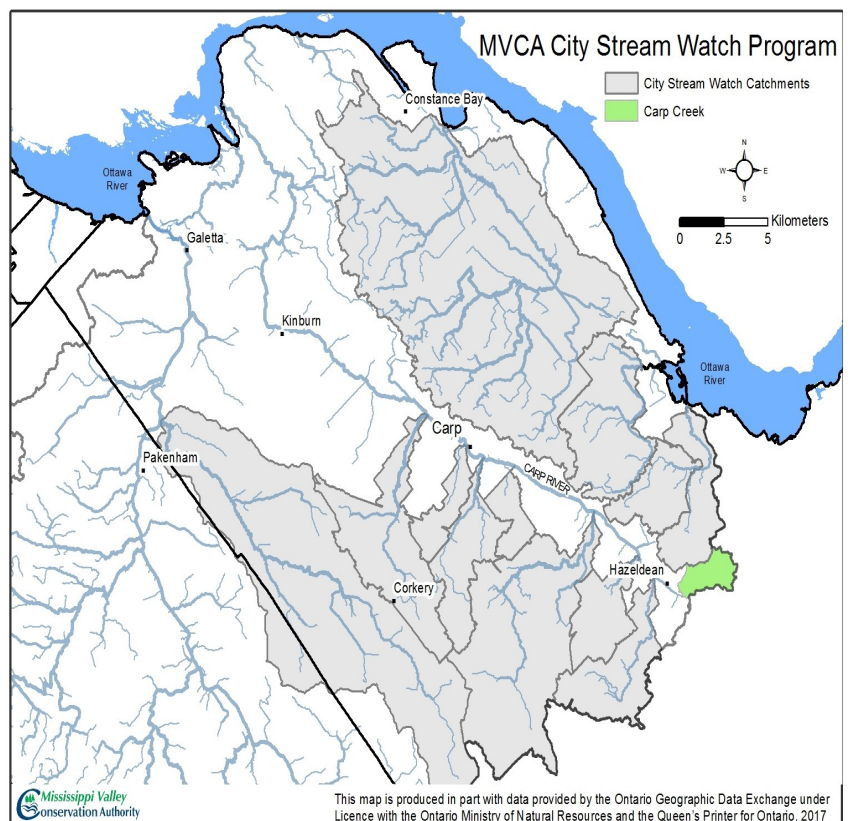 MVCA City Stream Watch Program
City Stream Watch Catchments
Carp Creek
N
W E
S
Kilometers
0 2.5 5
Constance Bay
Ottawa
River
Galetta
Kinburn
Ottawa
River
Carp
CARP RIVER
Pakenham
Hazeldean
Corkery
Mississippi Valley
Conservation Authority
This map is produced in part with data provided by the Ontario Geographic Data Exchange under
Licence with the Ontario Ministry of Natural Resources and the Queen's Printer for Ontario, 2017